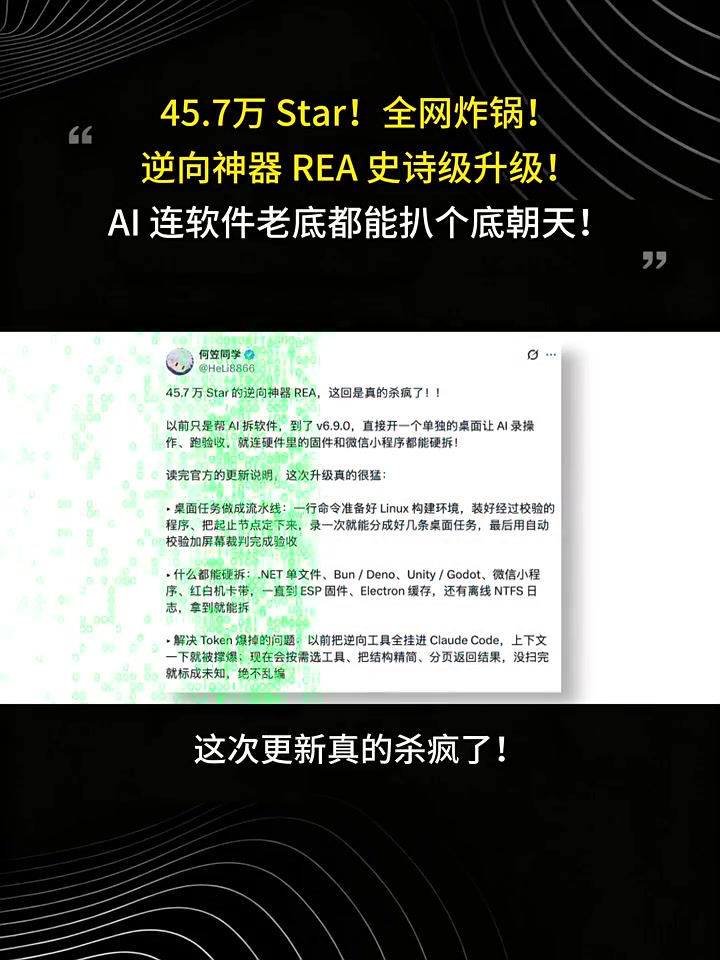 “
45.7万 Star！全网炸锅！
逆向神器 REA 史诗级升级！
AI 连软件老底都能扒个底朝天！
”
何笠同学
@HeLi8866
45.7 万 Star 的逆向神器 REA，这回是真的杀疯了！！
以前只是帮 AI 拆软件，到了 v6.9.0，直接开一个单独的桌面让 AI 录操
作、跑验收，就连硬件里的固件和微信小程序都能硬拆！
读完官方的更新说明，这次升级真的很猛：
• 桌面任务做成流水线：一行命令准备好 Linux 构建环境，装好经过校验的
程序、把起止节点定下来，录一次就能分成好几条桌面任务，最后用自动
校验加屏幕裁判完成验收
• 什么都能硬拆：.NET 单文件、Bun / Deno、Unity / Godot、微信小程
序、红白机卡带，一直到 ESP 固件、Electron 缓存，还有离线 NTFS 日
志，拿到就能拆
• 解决 Token 爆掉的问题：以前把逆向工具全挂进 Claude Code，上下文
一下就被撑爆；现在会按需选工具、把结构精简、分页返回结果，没扫完
就标成未知，绝不乱编
这次更新真的杀疯了！